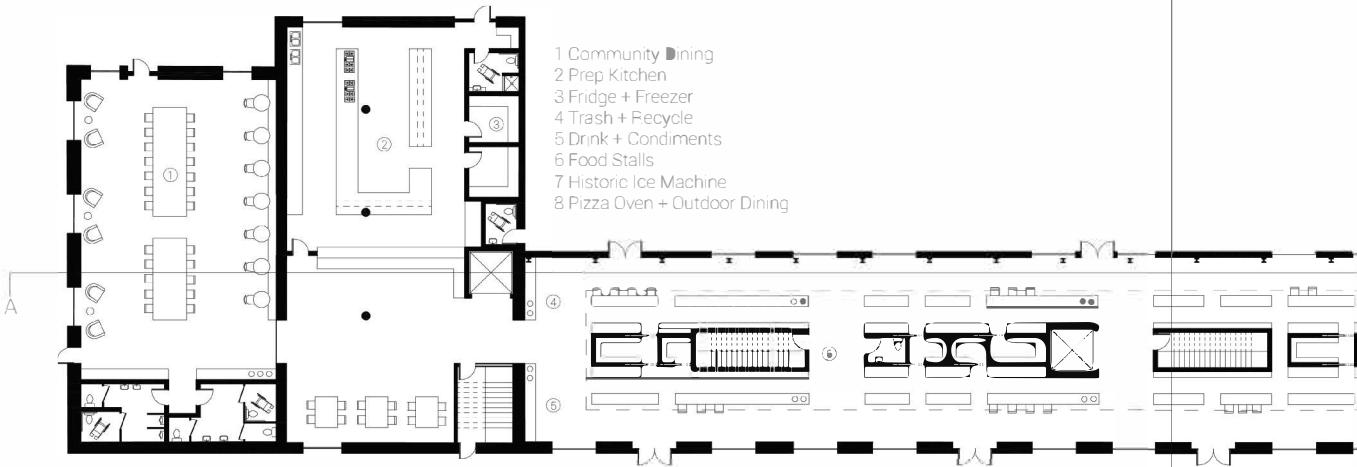 1 Community Dining
2 Prep Kitchen
3 Fridge + Freezer
4 Trash + Recycle
5 Drink + Condiments
6 Food Stalls
7 Historic Ice Machine
8 Pizza Oven + Outdoor Dining
3
2
1
4
A
6
5